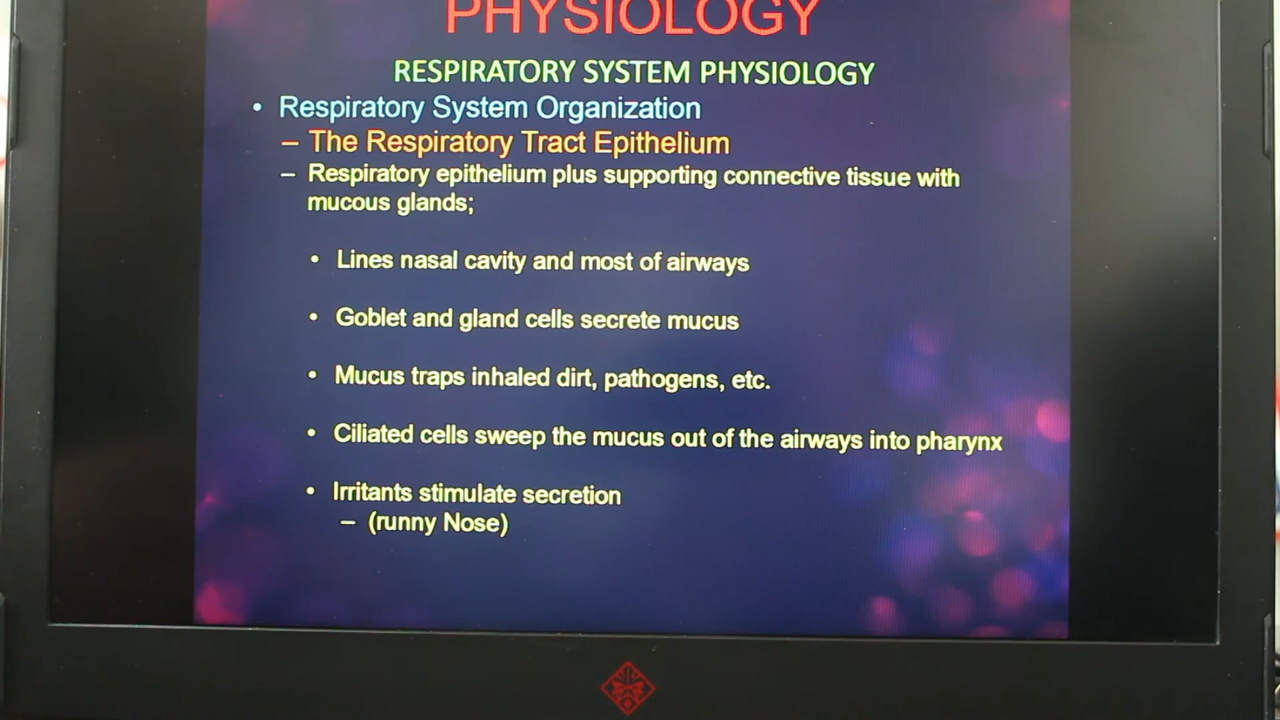 PHYSIOLOGY
RESPIRATORY SYSTEM PHYSIOLOGY
• Respiratory System Organization
– The Respiratory Tract Epithelium
– Respiratory epithelium plus supporting connective tissue with
mucous glands;
• Lines nasal cavity and most of airways
• Goblet and gland cells secrete mucus
• Mucus traps inhaled dirt, pathogens, etc.
• Ciliated cells sweep the mucus out of the airways into pharynx
• Irritants stimulate secretion
– (runny Nose)